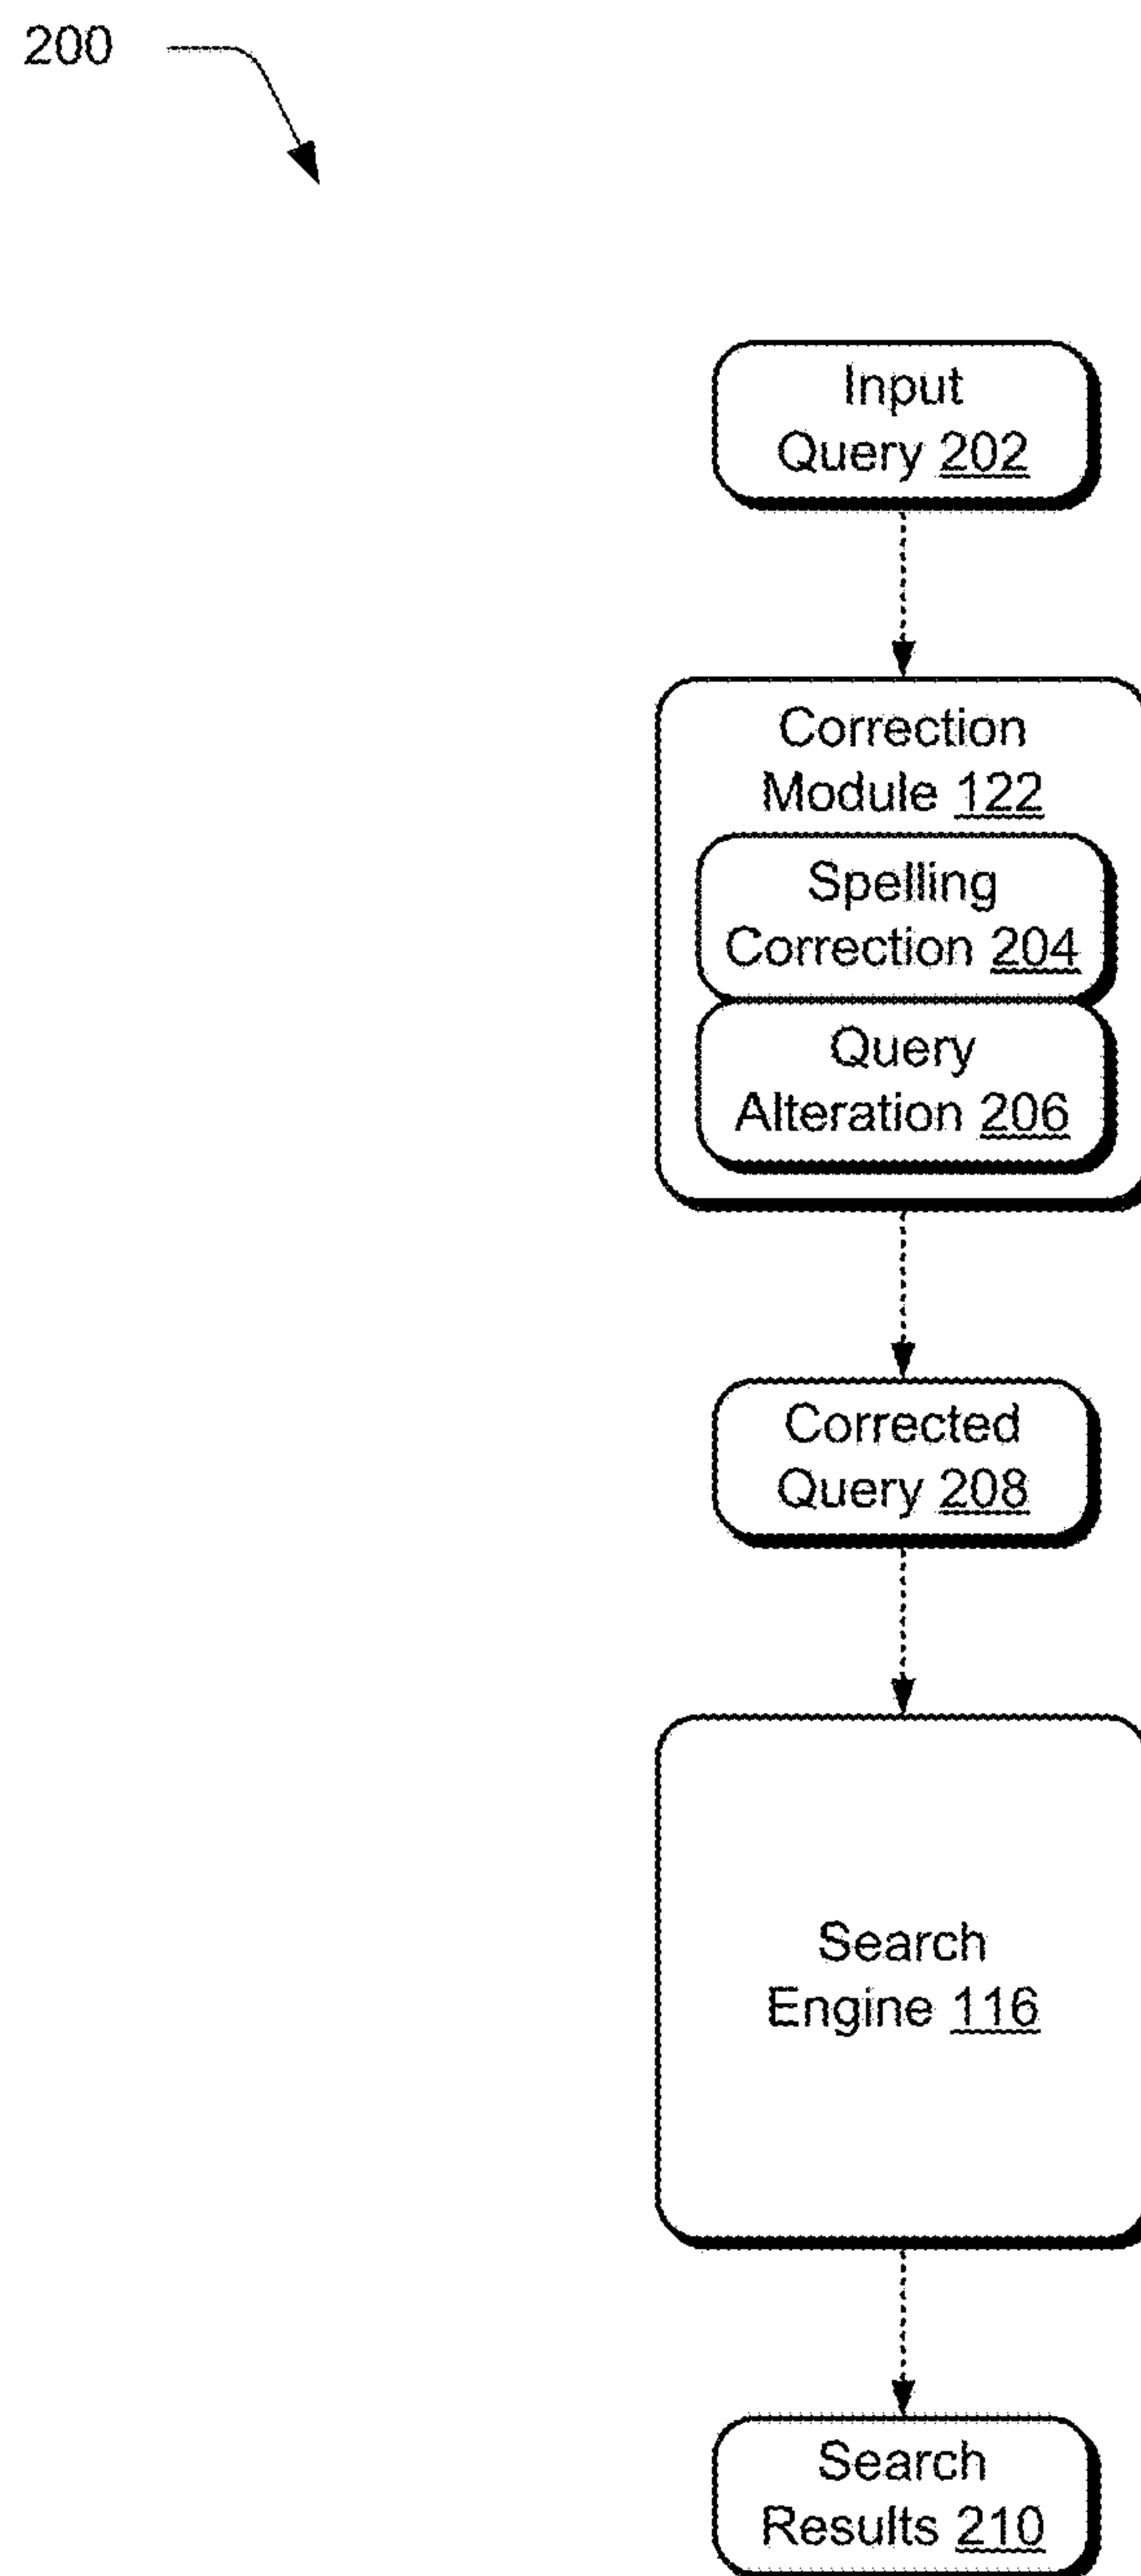 200
Input
Query 202
Correction
Module 122
Spelling
Correction 204
Query
Alteration 206
Corrected
Query 208
Search
Engine 116
Search
Results 210